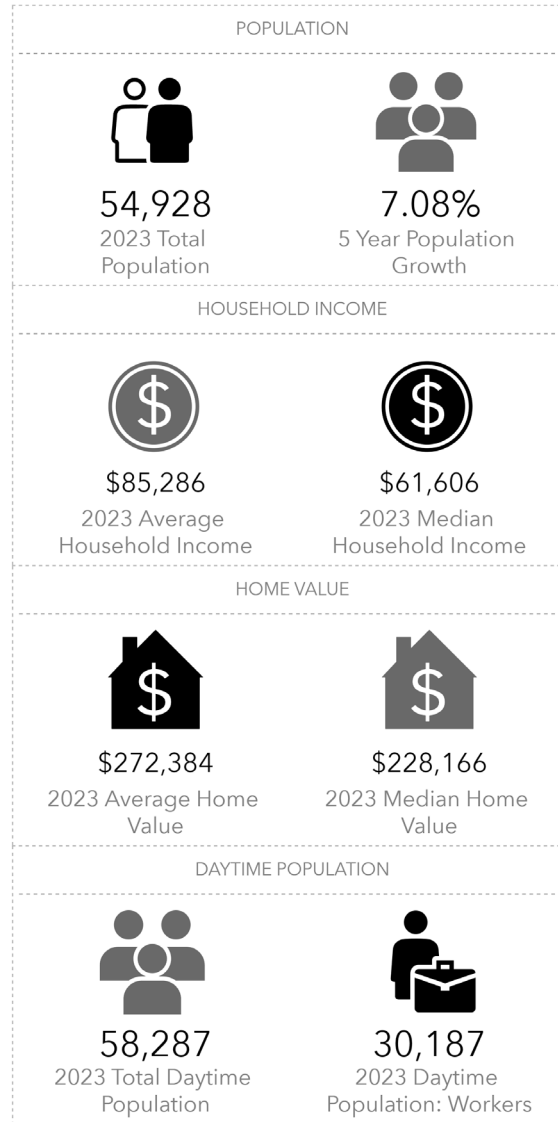 POPULATION
54,928
2023 Total
Population
7.08%
5 Year Population
Growth
HOUSEHOLD INCOME
$
$85,286
2023 Average
Household Income
$
$61,606
2023 Median
Household Income
HOME VALUE
$
$272,384
2023 Average Home
Value
$
$228,166
2023 Median Home
Value
DAYTIME POPULATION
58,287
2023 Total Daytime
Population
30,187
2023 Daytime
Population: Workers